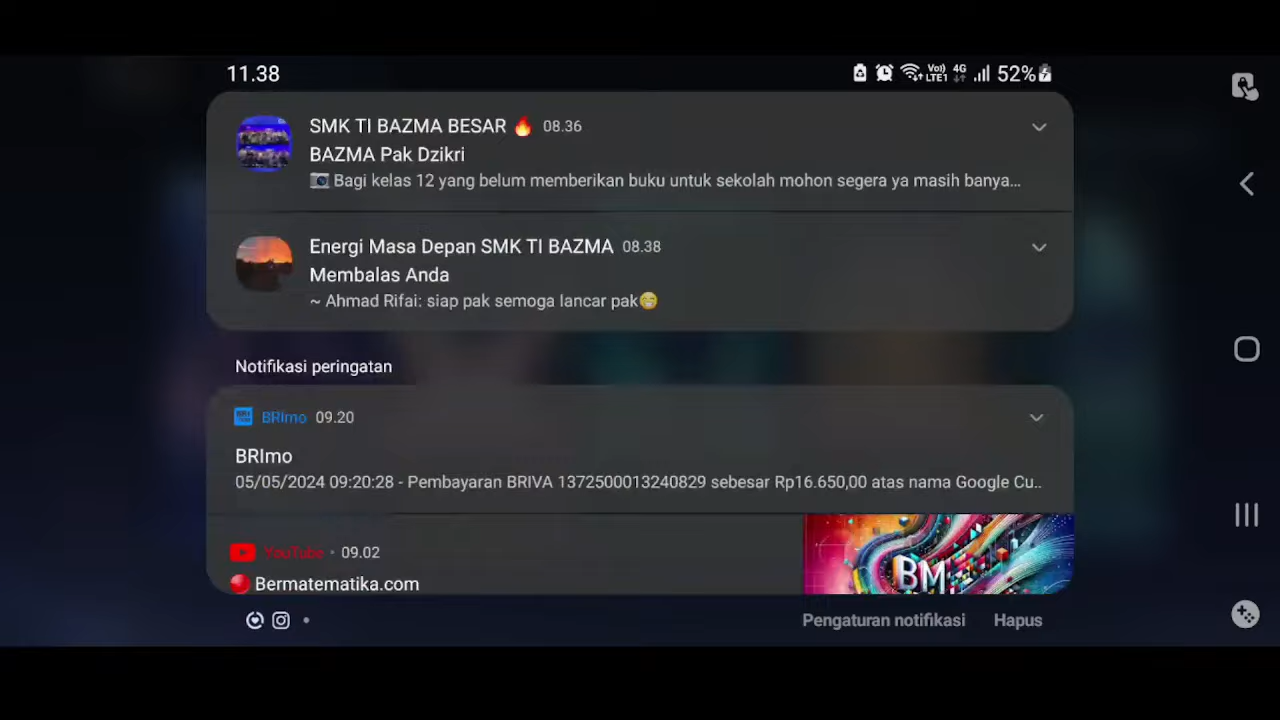 11.38 Vo) LTE1 4G 52%
SMK TI BAZMA BESAR 🔥 08.36
BAZMA Pak Dzikri
📷 Bagi kelas 12 yang belum memberikan buku untuk sekolah mohon segera ya masih banya...
Energi Masa Depan SMK TI BAZMA 08.38
Membalas Anda
~ Ahmad Rifai: siap pak semoga lancar pak😁
Notifikasi peringatan
BRImo 09.20
BRImo
05/05/2024 09:20:28 - Pembayaran BRIVA 1372500013240829 sebesar Rp16.650,00 atas nama Google Cu..
YouTube • 09.02
🔴 Bermatematika.com
BM
Pengaturan notifikasi Hapus